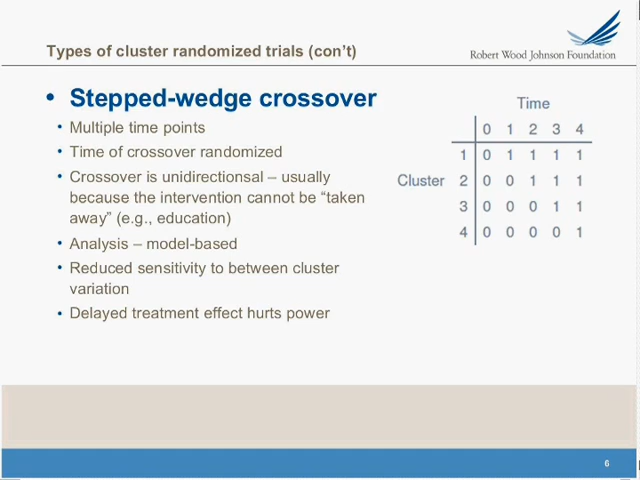 Types of cluster randomized trials (con't)
Robert Wood Johnson Foundation
• Stepped-wedge crossover
• Multiple time points
• Time of crossover randomized
• Crossover is unidirectionsal – usually
because the intervention cannot be “taken
away” (e.g., education)
• Analysis – model-based
• Reduced sensitivity to between cluster
variation
• Delayed treatment effect hurts power
Time
0 1 2 3 4
1 0 1 1 1 1
Cluster 2 0 0 1 1 1
3 0 0 0 1 1
4 0 0 0 0 1
6